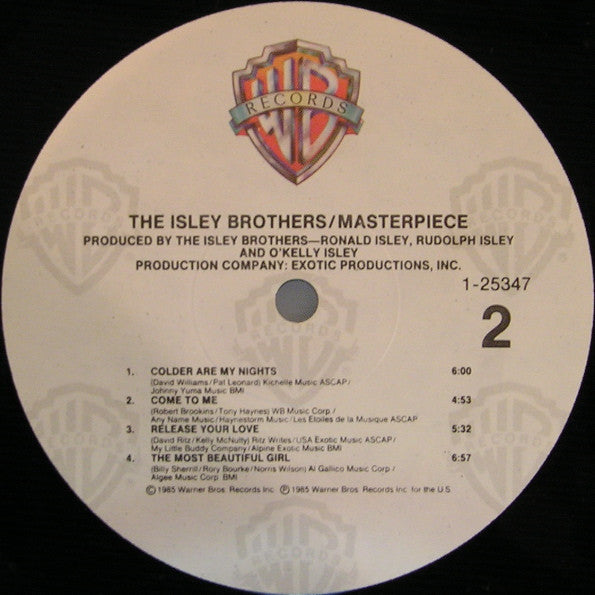 RECORDS
THE ISLEY BROTHERS/MASTERPIECE
PRODUCED BY THE ISLEY BROTHERS—RONALD ISLEY, RUDOLPH ISLEY
AND O'KELLY ISLEY
PRODUCTION COMPANY: EXOTIC PRODUCTIONS, INC.
1-25347
2
1. COLDER ARE MY NIGHTS 6:00
(David Williams/Pat Leonard) Kichelle Music ASCAP/
Johnny Yuma Music BMI
2. COME TO ME 4:53
(Robert Brookins/Tony Haynes) WB Music Corp./
Any Name Music/Haynestorm Music/Les Etoiles de la Musique ASCAP
3. RELEASE YOUR LOVE 5:32
(David Ritz/Kelly McNulty) Ritz Writes/USA Exotic Music ASCAP/
My Little Buddy Company/Alpine Exotic Music BMI
4. THE MOST BEAUTIFUL GIRL 6:57
(Billy Sherrill/Rory Bourke/Norris Wilson) Al Gallico Music Corp./
Algee Music Corp. BMI
© 1985 Warner Bros. Records Inc. ℗ 1985 Warner Bros. Records Inc. for the U.S.